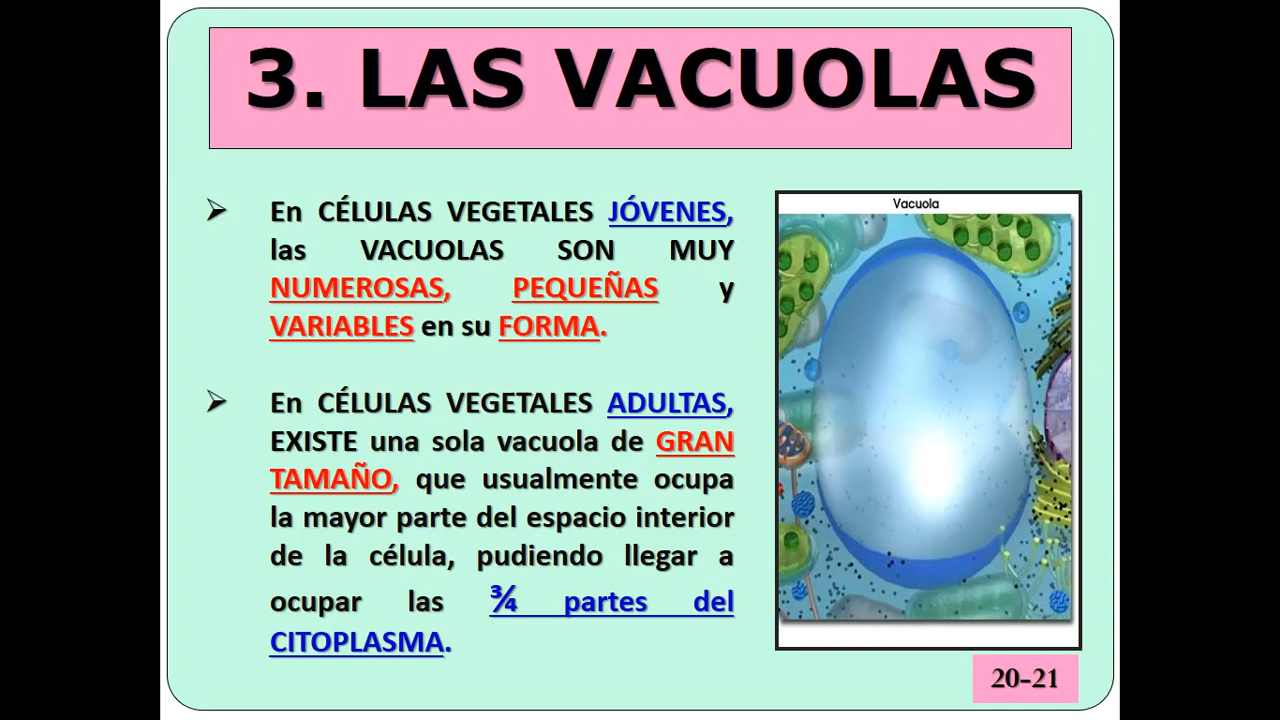 3. LAS VACUOLAS
➢ En CÉLULAS VEGETALES JÓVENES,
las VACUOLAS SON MUY
NUMEROSAS, PEQUEÑAS y
VARIABLES en su FORMA.
➢ En CÉLULAS VEGETALES ADULTAS,
EXISTE una sola vacuola de GRAN
TAMAÑO, que usualmente ocupa
la mayor parte del espacio interior
de la célula, pudiendo llegar a
ocupar las ¾ partes del
CITOPLASMA.
Vacuola
20-21